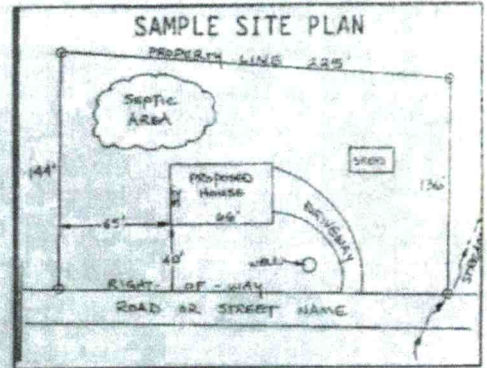 SAMPLE SITE PLAN
PROPERTY LINE 225'
SEPTIC
AREA
SHED
144'
PROPOSED
HOUSE
136'
66'
DRIVEWAY
65'
40'
WELL
STREAM
RIGHT-OF-WAY
ROAD OR STREET NAME